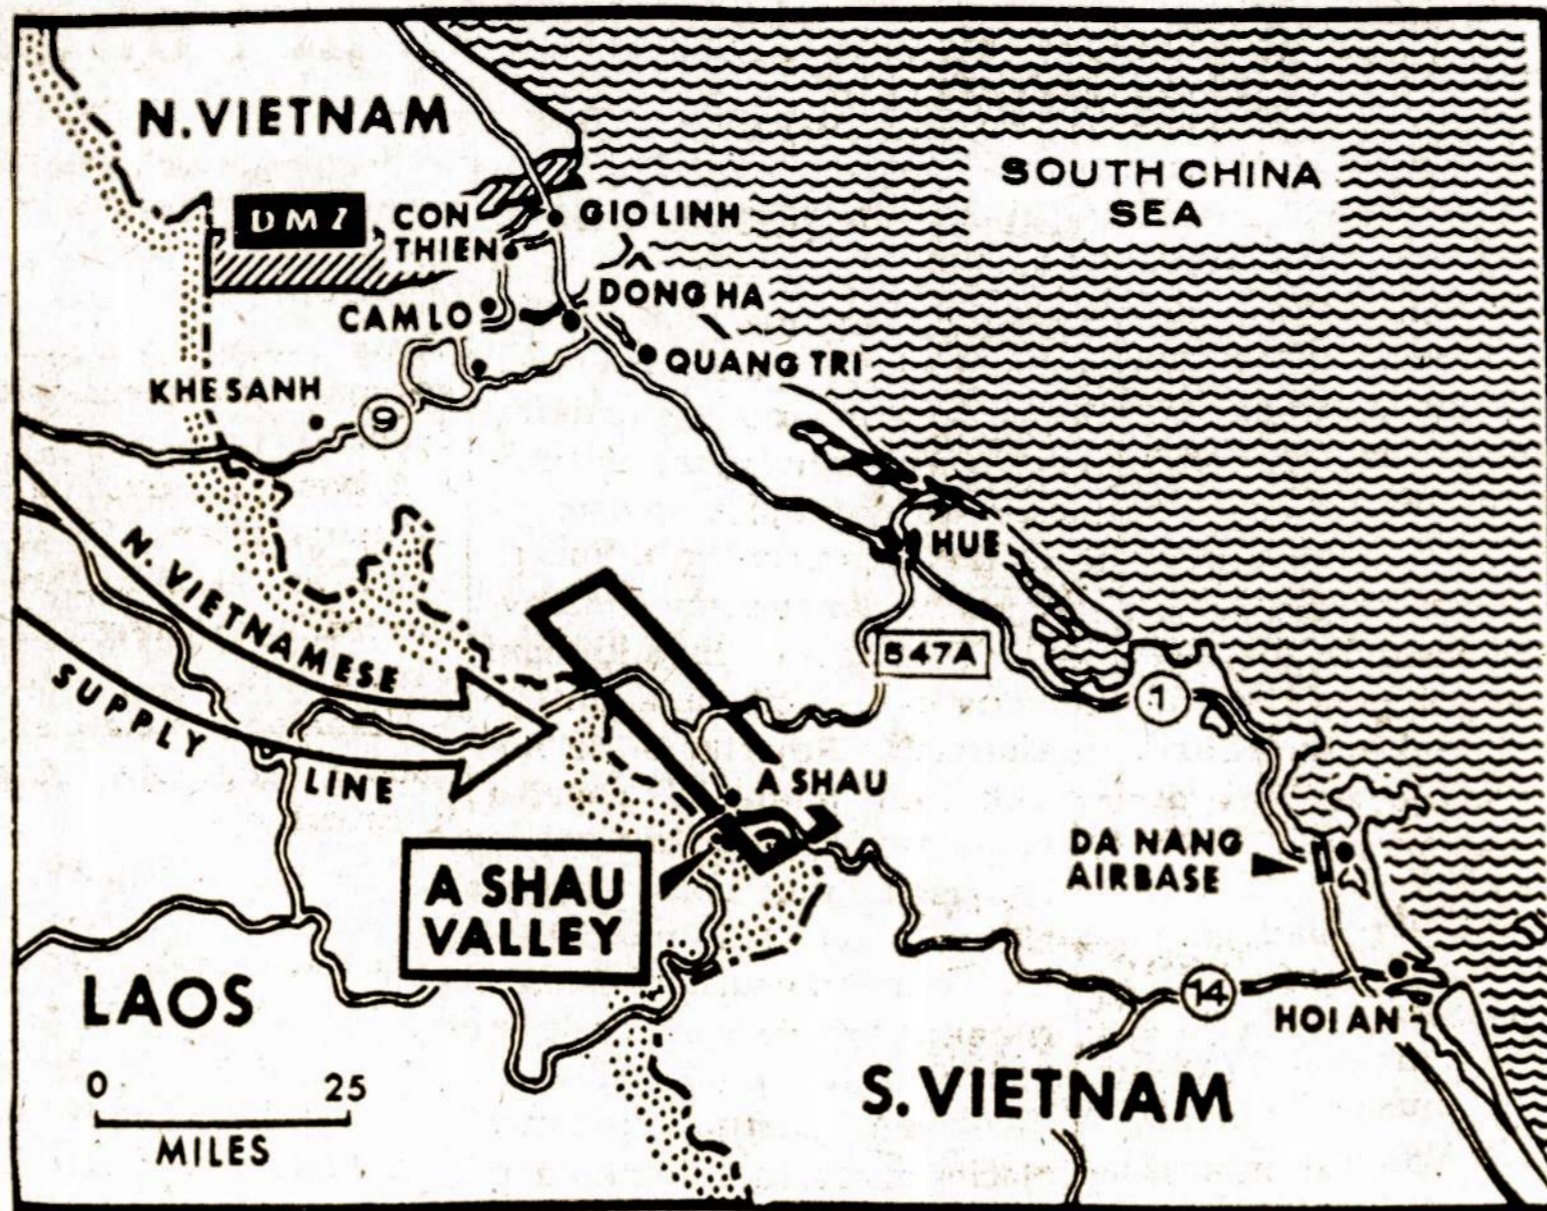 N. VIETNAM
SOUTH CHINA
SEA
DMZ
CON
THIEN
GIO LINH
DONG HA
CAM LO
QUANG TRI
KHE SANH
9
HUE
N. VIETNAMESE
SUPPLY LINE
547A
1
A SHAU
DA NANG
AIRBASE
A SHAU
VALLEY
LAOS
14
HOI AN
0 25
MILES
S. VIETNAM